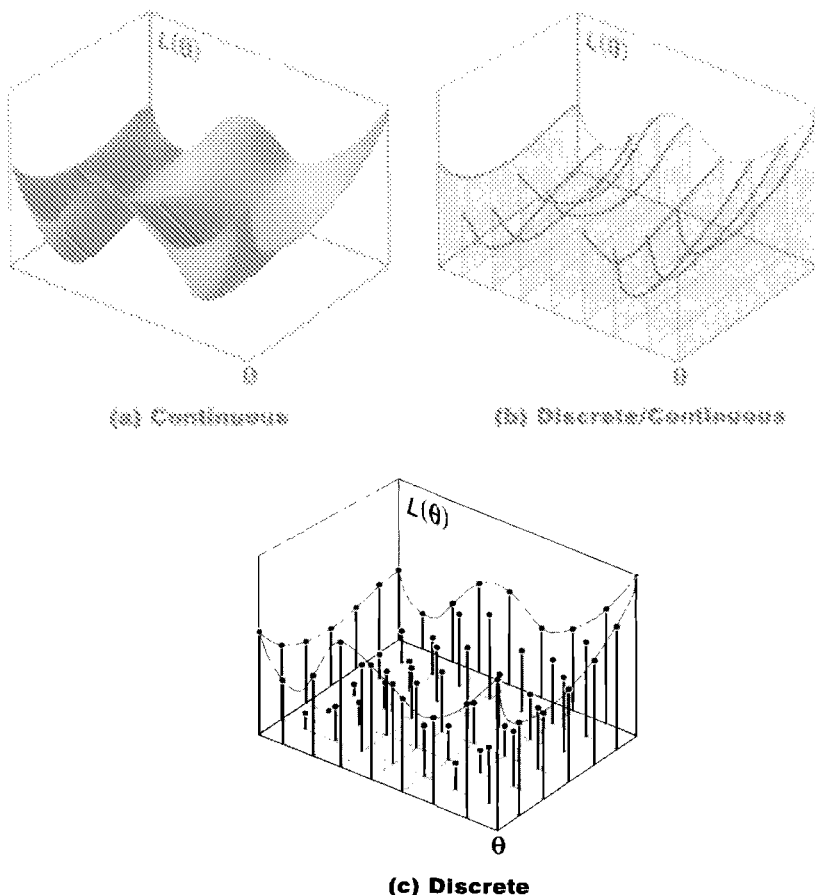 L(θ)
L(θ)
θ
θ
(a) Continuous
(b) Discrete/Continuous
L(θ)
θ
(c) Discrete